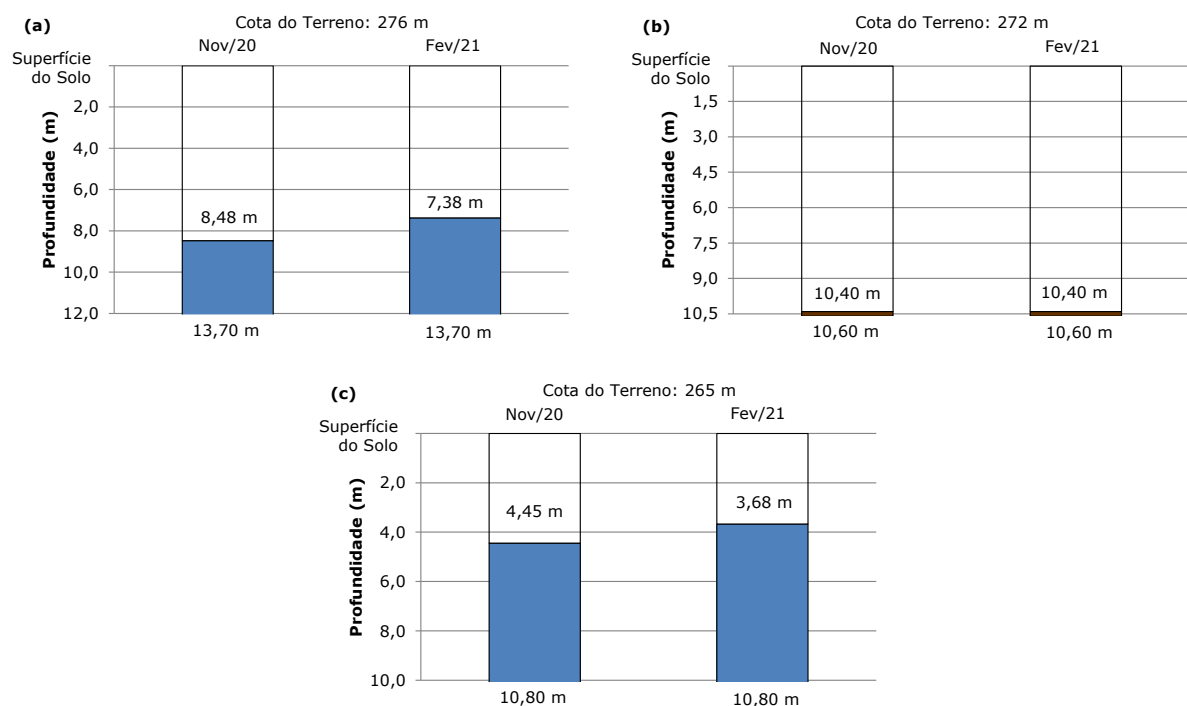 (a)
Cota do Terreno: 276 m
Nov/20 Fev/21
Superfície
do Solo
Profundidade (m)
2,0
4,0
6,0
8,0
10,0
12,0
8,48 m
7,38 m
13,70 m 13,70 m
(b)
Cota do Terreno: 272 m
Nov/20 Fev/21
Superfície
do Solo
Profundidade (m)
1,5
3,0
4,5
6,0
7,5
9,0
10,5
10,40 m 10,40 m
10,60 m 10,60 m
(c)
Cota do Terreno: 265 m
Nov/20 Fev/21
Superfície
do Solo
Profundidade (m)
2,0
4,0
6,0
8,0
10,0
4,45 m
3,68 m
10,80 m 10,80 m